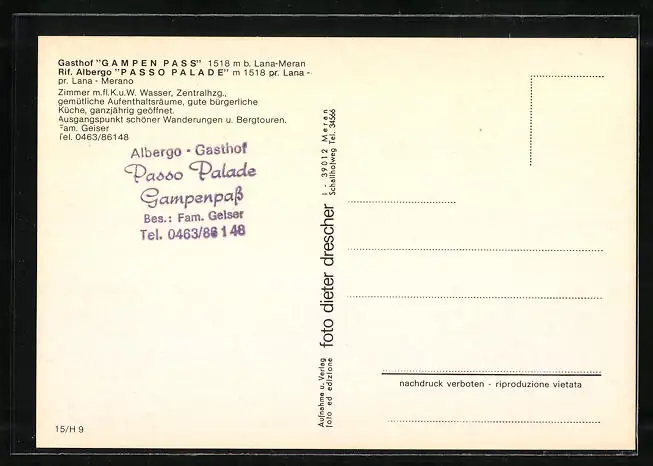 Gasthof "GAMPEN PASS" 1518 m b. Lana-Meran
Rif. Albergo "PASSO PALADE" m 1518 pr. Lana -
pr. Lana - Merano
Zimmer m.fl.K.u.W. Wasser, Zentralhzg.,
gemütliche Aufenthaltsräume, gute bürgerliche
Küche, ganzjährig geöffnet.
Ausgangspunkt schöner Wanderungen u. Bergtouren.
Fam. Geiser
Tel. 0463/86148
Albergo - Gasthof
Passo Palade
Gampenpaß
Bes.: Fam. Geiser
Tel. 0463/86148
Aufnahme u. Verlag
foto ed edizione
foto dieter drescher
I - 39012 Meran
Schallhofweg Tel. 34566
nachdruck verboten - riproduzione vietata
15/H 9